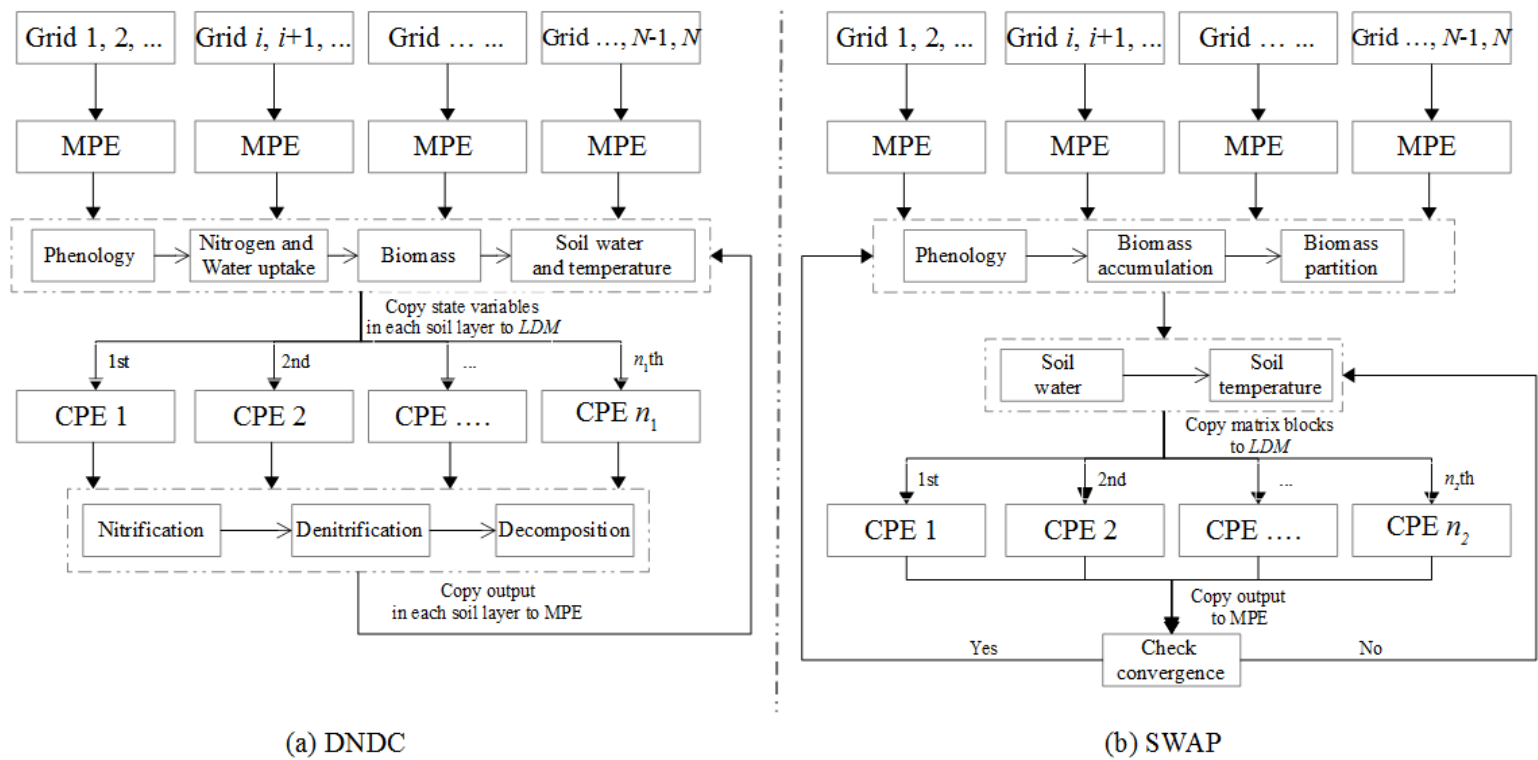 Grid 1, 2, ...
Grid i, i+1, ...
Grid … ...
Grid …, N-1, N
MPE
MPE
MPE
MPE
Phenology
Nitrogen and
Water uptake
Biomass
Soil water
and temperature
Copy state variables
in each soil layer to LDM
1st
2nd
...
n1th
CPE 1
CPE 2
CPE ….
CPE n1
Nitrification
Denitrification
Decomposition
Copy output
in each soil layer to MPE
(a) DNDC
Grid 1, 2, ...
Grid i, i+1, ...
Grid … ...
Grid …, N-1, N
MPE
MPE
MPE
MPE
Phenology
Biomass
accumulation
Biomass
partition
Soil
water
Soil
temperature
Copy matrix blocks
to LDM
1st
2nd
...
n2th
CPE 1
CPE 2
CPE ….
CPE n2
Copy output
to MPE
Yes
Check
convergence
No
(b) SWAP